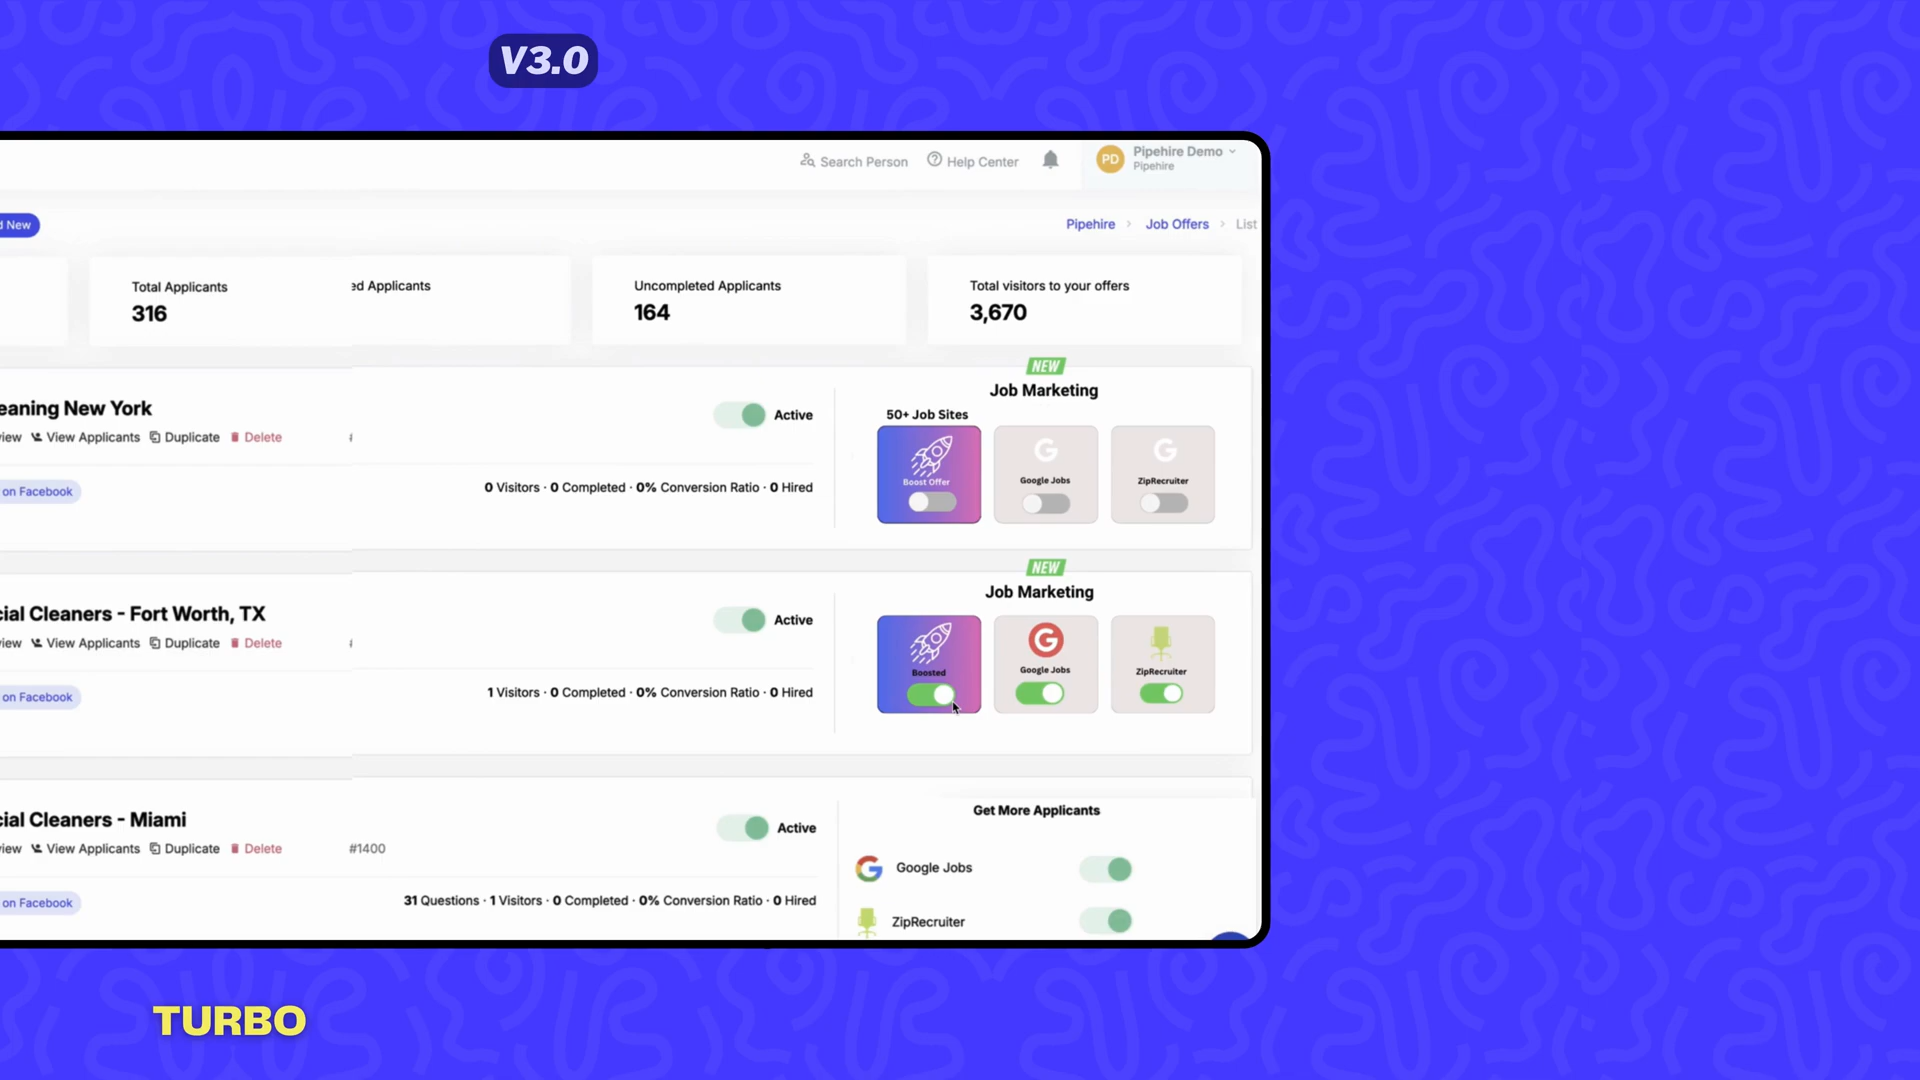 V3.0
Search Person
Help Center
PD
Pipehire Demo
Pipehire
d New
Pipehire > Job Offers > List
Total Applicants
316
ed Applicants
Uncompleted Applicants
164
Total visitors to your offers
3,670
eaning New York
iew View Applicants Duplicate Delete
on Facebook
Active
0 Visitors · 0 Completed · 0% Conversion Ratio · 0 Hired
NEW
Job Marketing
50+ Job Sites
Boost Offer
G
Google Jobs
G
ZipRecruiter
cial Cleaners - Fort Worth, TX
iew View Applicants Duplicate Delete
on Facebook
Active
1 Visitors · 0 Completed · 0% Conversion Ratio · 0 Hired
NEW
Job Marketing
Boosted
G
Google Jobs
ZipRecruiter
cial Cleaners - Miami
iew View Applicants Duplicate Delete #1400
on Facebook
Active
31 Questions · 1 Visitors · 0 Completed · 0% Conversion Ratio · 0 Hired
Get More Applicants
G Google Jobs
ZipRecruiter
TURBO